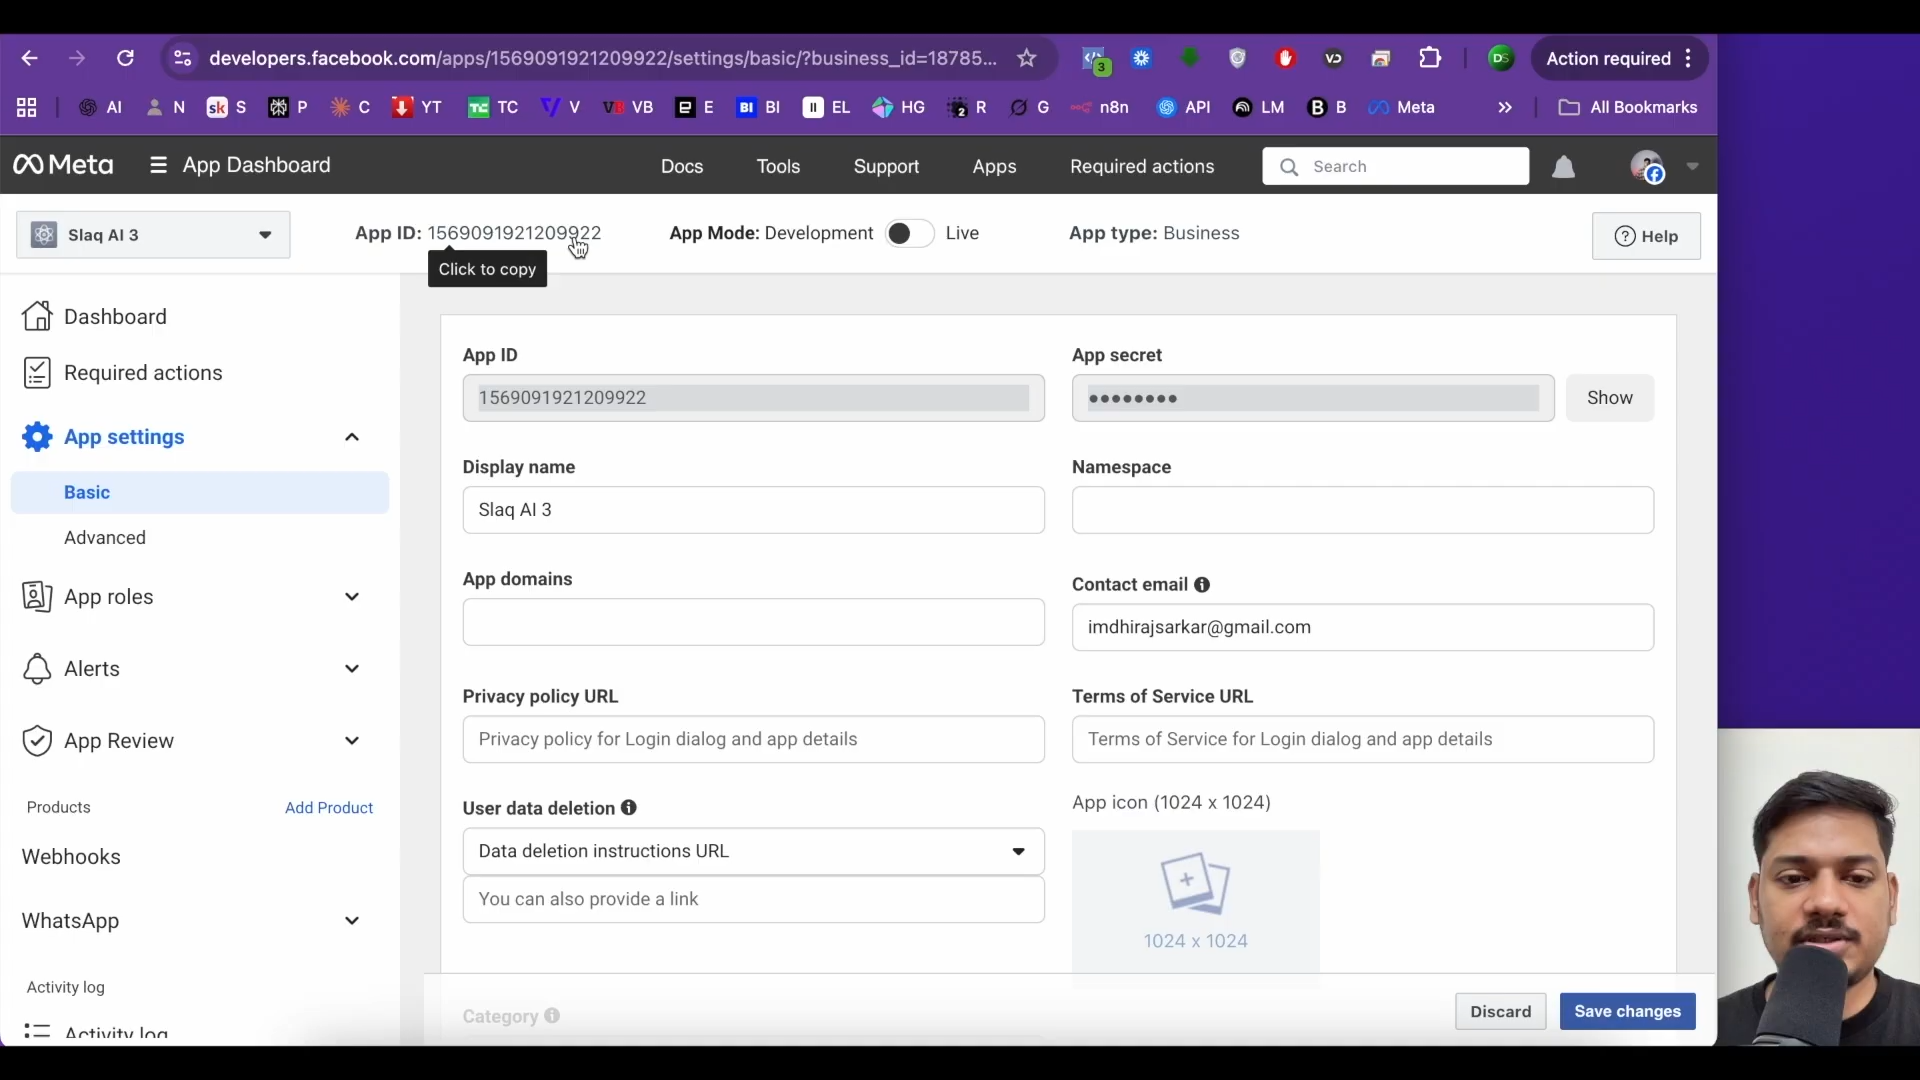 developers.facebook.com/apps/1569091921209922/settings/basic/?business_id=18785...
3
DS
Action required
AI
N
sk S
P
C
YT
TC TC
V
VB VB
E
BI BI
EL
HG
2 R
G
n8n
API
LM
B B
Meta
All Bookmarks
Meta
App Dashboard
Docs
Tools
Support
Apps
Required actions
Search
Slaq AI 3
App ID: 1569091921209922
App Mode: Development
Live
App type: Business
Help
Click to copy
Dashboard
Required actions
App settings
Basic
Advanced
App roles
Alerts
App Review
Products
Add Product
Webhooks
WhatsApp
Activity log
Activity log
App ID
1569091921209922
App secret
••••••••
Show
Display name
Slaq AI 3
Namespace
App domains
Contact email
imdhirajsarkar@gmail.com
Privacy policy URL
Privacy policy for Login dialog and app details
Terms of Service URL
Terms of Service for Login dialog and app details
User data deletion
Data deletion instructions URL
You can also provide a link
App icon (1024 x 1024)
1024 x 1024
Category
Discard
Save changes